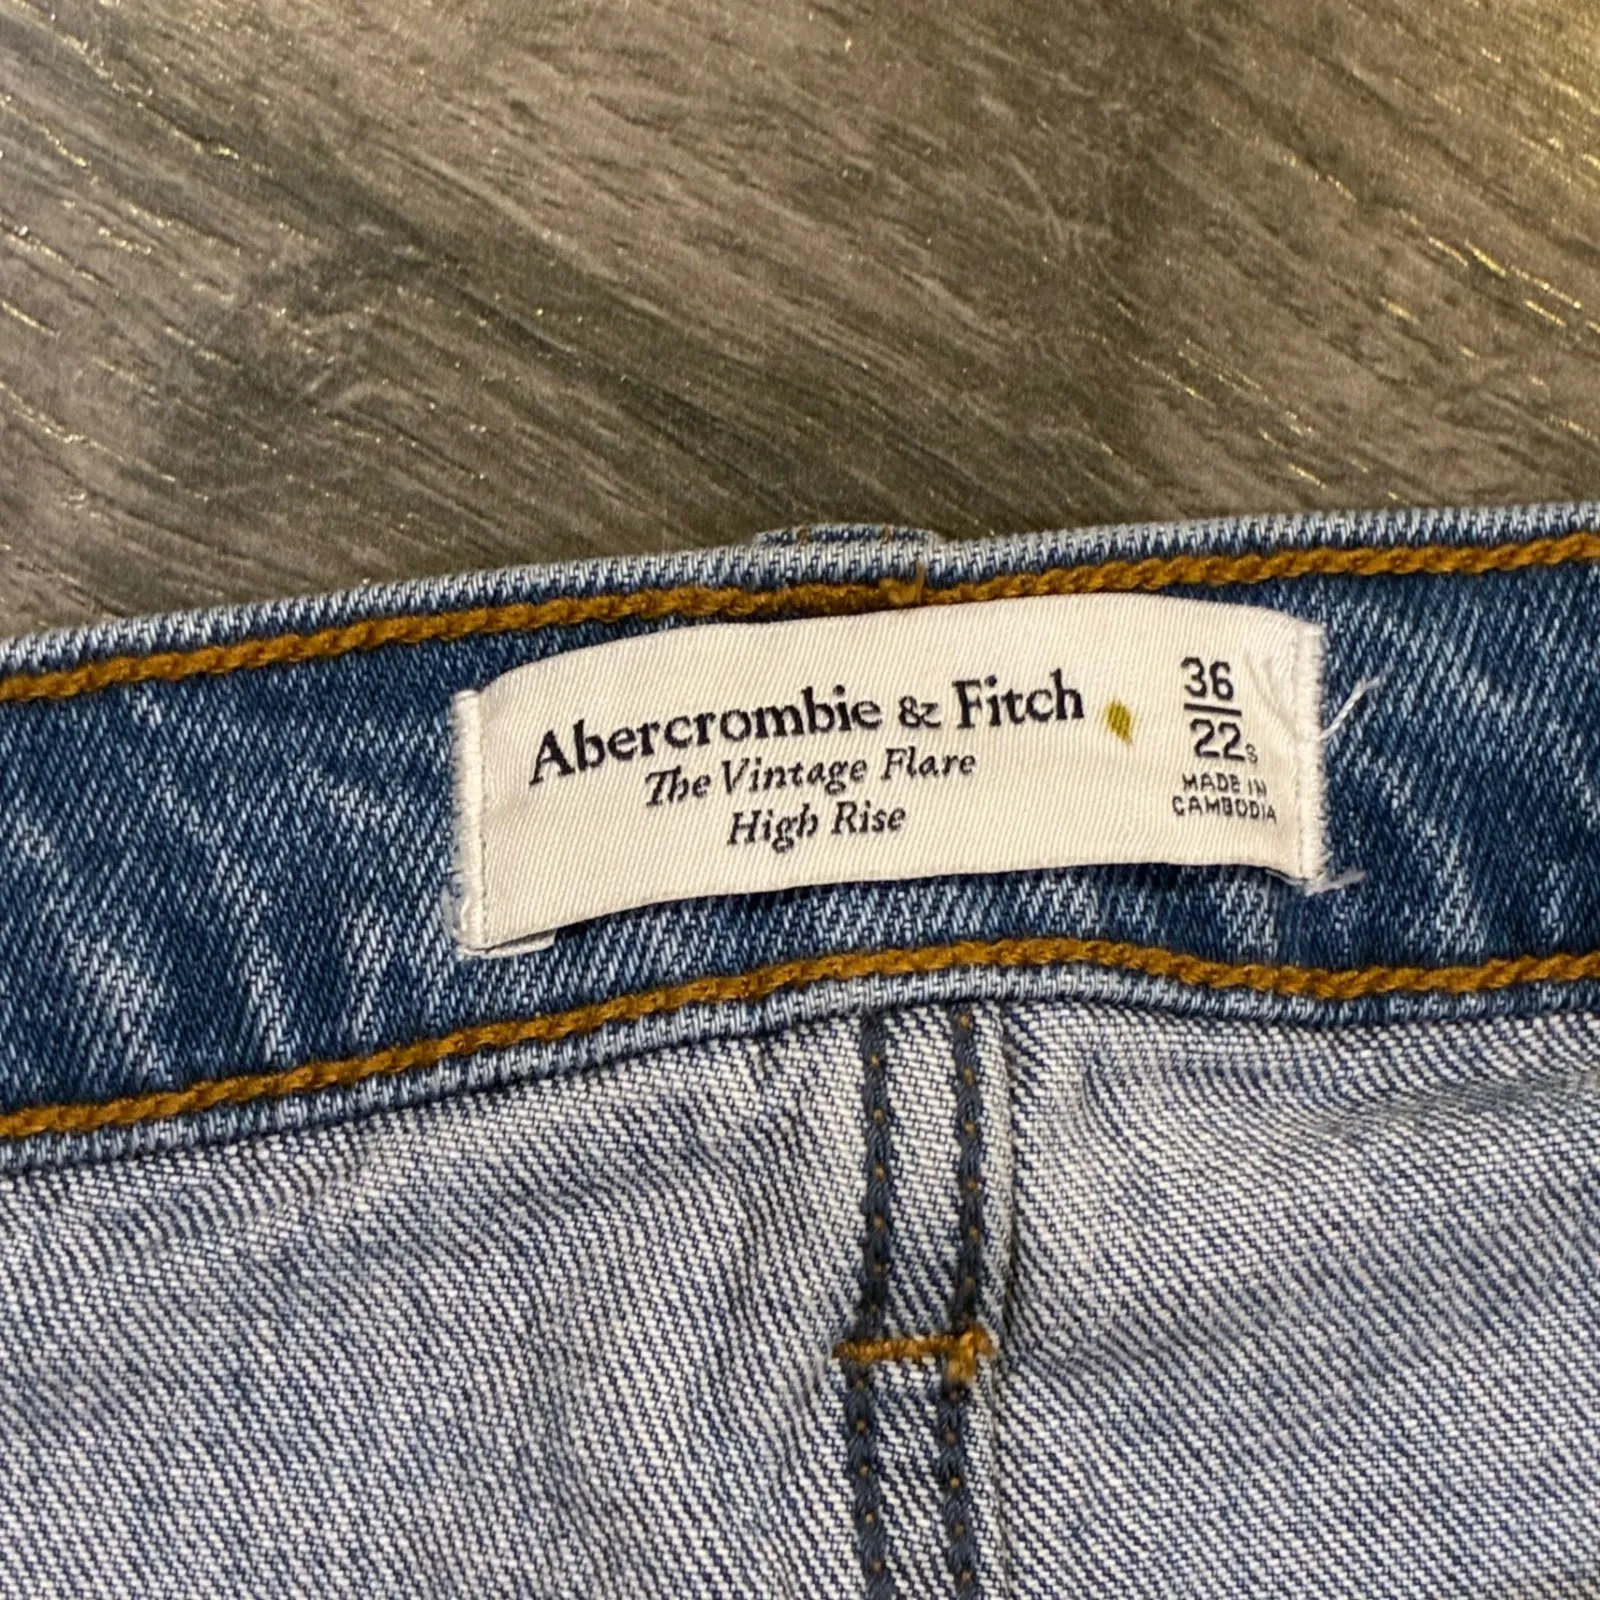 Abercrombie & Fitch
The Vintage Flare
High Rise
36
22s
MADE IN
CAMBODIA